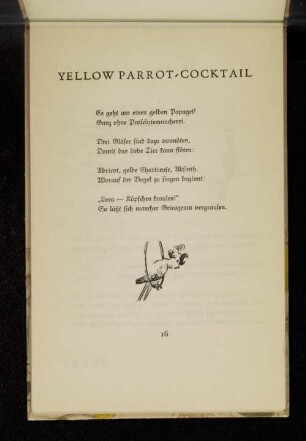 YELLOW PARROT-COCKTAIL
Es geht um einen gelben Papagei!
Ganz ohne Proselytenmacherei.
Drei Gläser sind dazu vonnöten,
Damit das liebe Tier kann flöten:
Abricot, gelbe Chartreuse, Absinth,
Worauf der Vogel zu singen beginnt:
„Lora — Köpfchen kraulen!“
So läßt sich mancher Griesgram vergraulen.
16